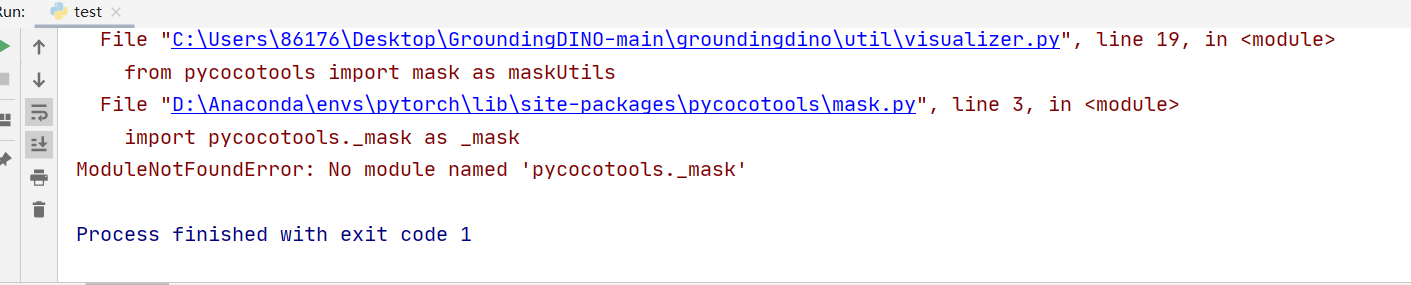 Run: test
File "C:\Users\86176\Desktop\GroundingDINO-main\groundingdino\util\visualizer.py", line 19, in <module>
from pycocotools import mask as maskUtils
File "D:\Anaconda\envs\pytorch\lib\site-packages\pycocotools\mask.py", line 3, in <module>
import pycocotools._mask as _mask
ModuleNotFoundError: No module named 'pycocotools._mask'
Process finished with exit code 1